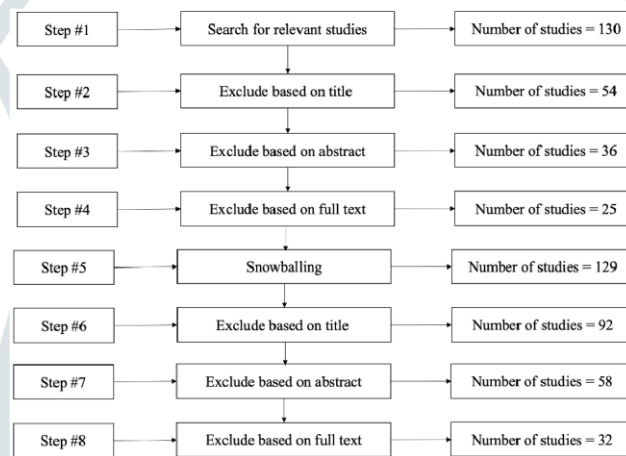 Step #1 Search for relevant studies Number of studies = 130
Step #2 Exclude based on title Number of studies = 54
Step #3 Exclude based on abstract Number of studies = 36
Step #4 Exclude based on full text Number of studies = 25
Step #5 Snowballing Number of studies = 129
Step #6 Exclude based on title Number of studies = 92
Step #7 Exclude based on abstract Number of studies = 58
Step #8 Exclude based on full text Number of studies = 32